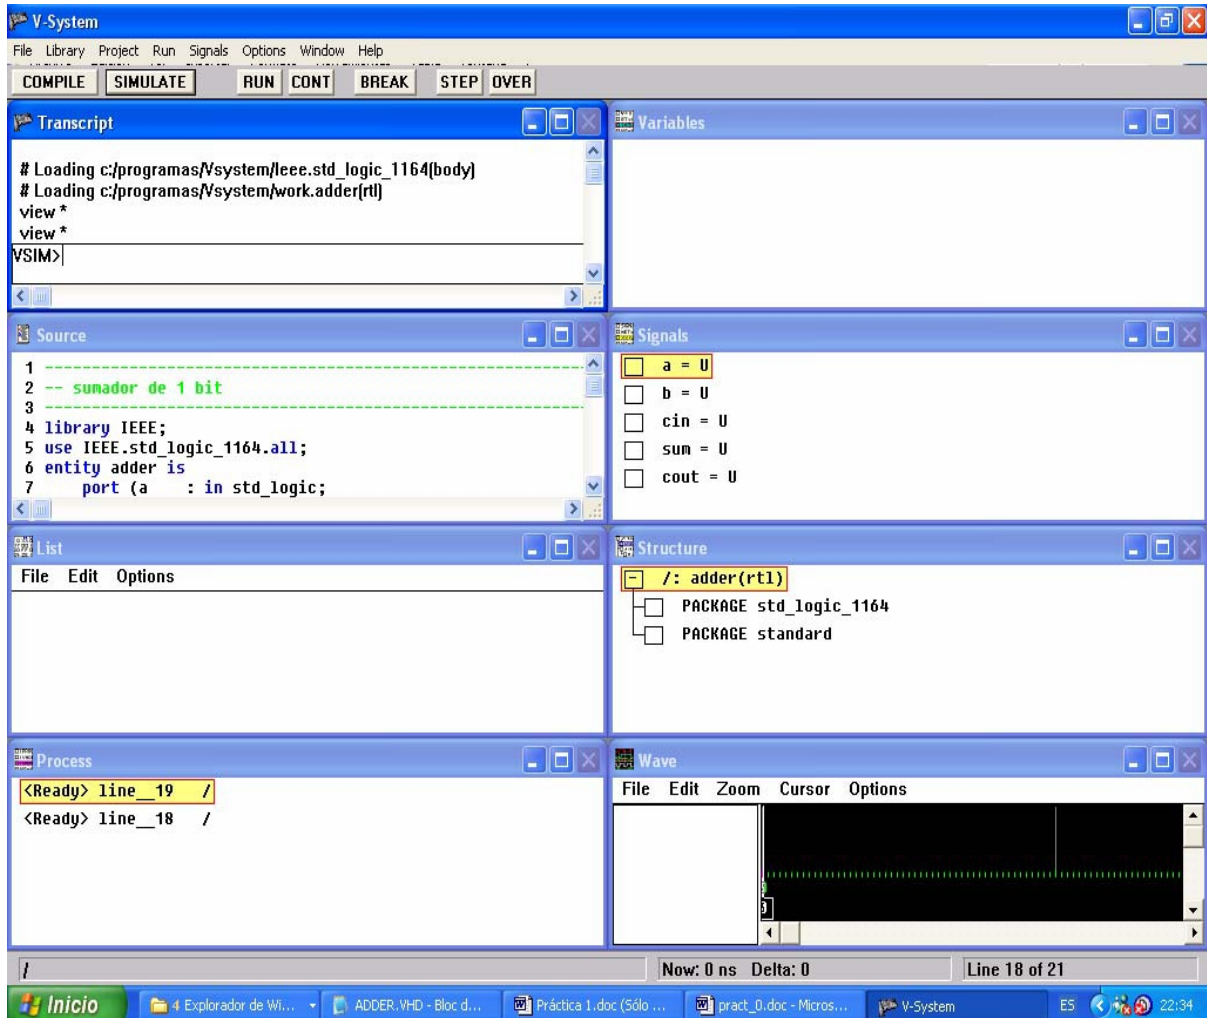 V-System
File Library Project Run Signals Options Window Help
COMPILE SIMULATE RUN CONT BREAK STEP OVER
Transcript
# Loading c:/programas/Vsystem/Ieee.std_logic_1164(body)
# Loading c:/programas/Vsystem/work.adder(rtl)
view *
view *
VSIM>
Variables
Source
1 --------------------------------------------------------
2 -- sumador de 1 bit
3 --------------------------------------------------------
4 library IEEE;
5 use IEEE.std_logic_1164.all;
6 entity adder is
7 port (a : in std_logic;
Signals
a = U
b = U
cin = U
sum = U
cout = U
List
File Edit Options
Structure
/: adder(rtl)
PACKAGE std_logic_1164
PACKAGE standard
Process
<Ready> line__19 /
<Ready> line__18 /
Wave
File Edit Zoom Cursor Options
/
Now: 0 ns Delta: 0
Line 18 of 21
Inicio
4 Explorador de Wi...
ADDER.VHD - Bloc d...
Práctica 1.doc (Sólo ...
pract_0.doc - Micros...
V-System
ES
22:34